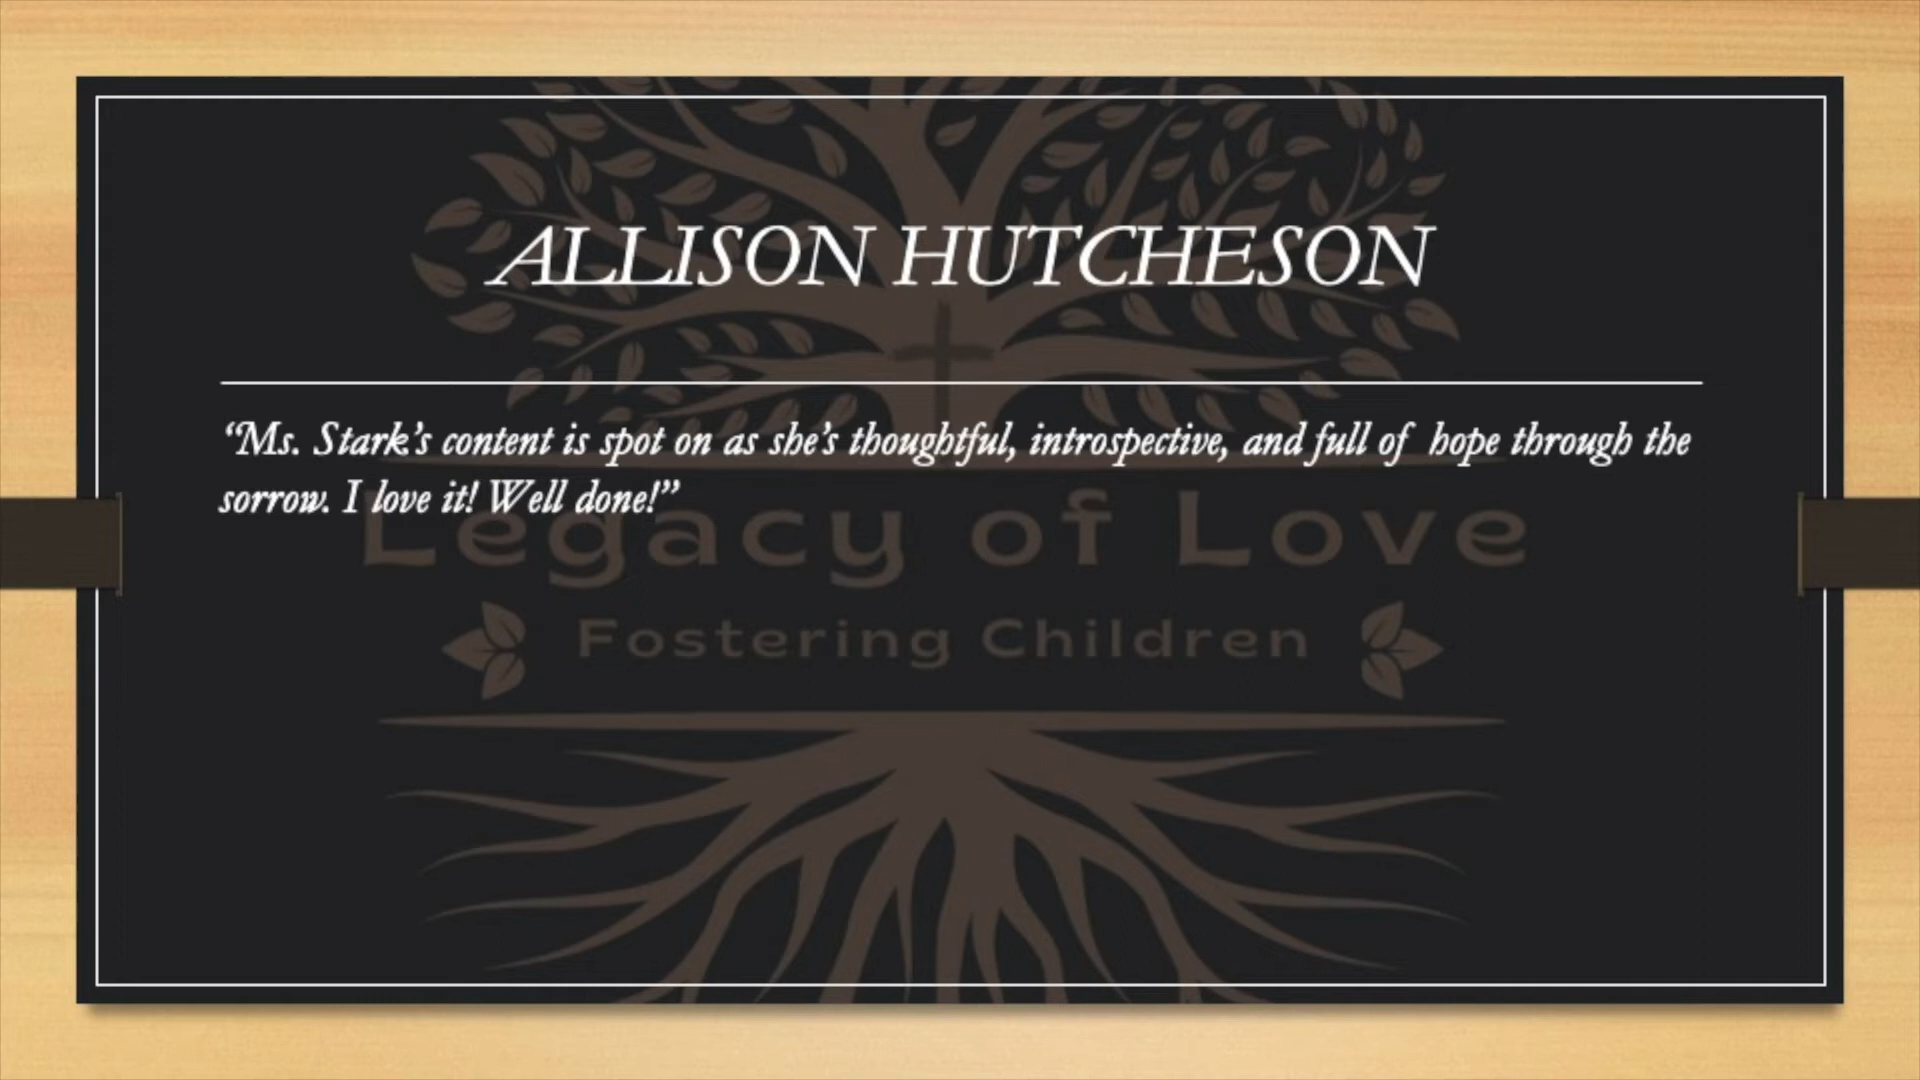 ALLISON HUTCHESON
“Ms. Stark’s content is spot on as she’s thoughtful, introspective, and full of hope through the
sorrow. I love it! Well done!”
Legacy of Love
Fostering Children